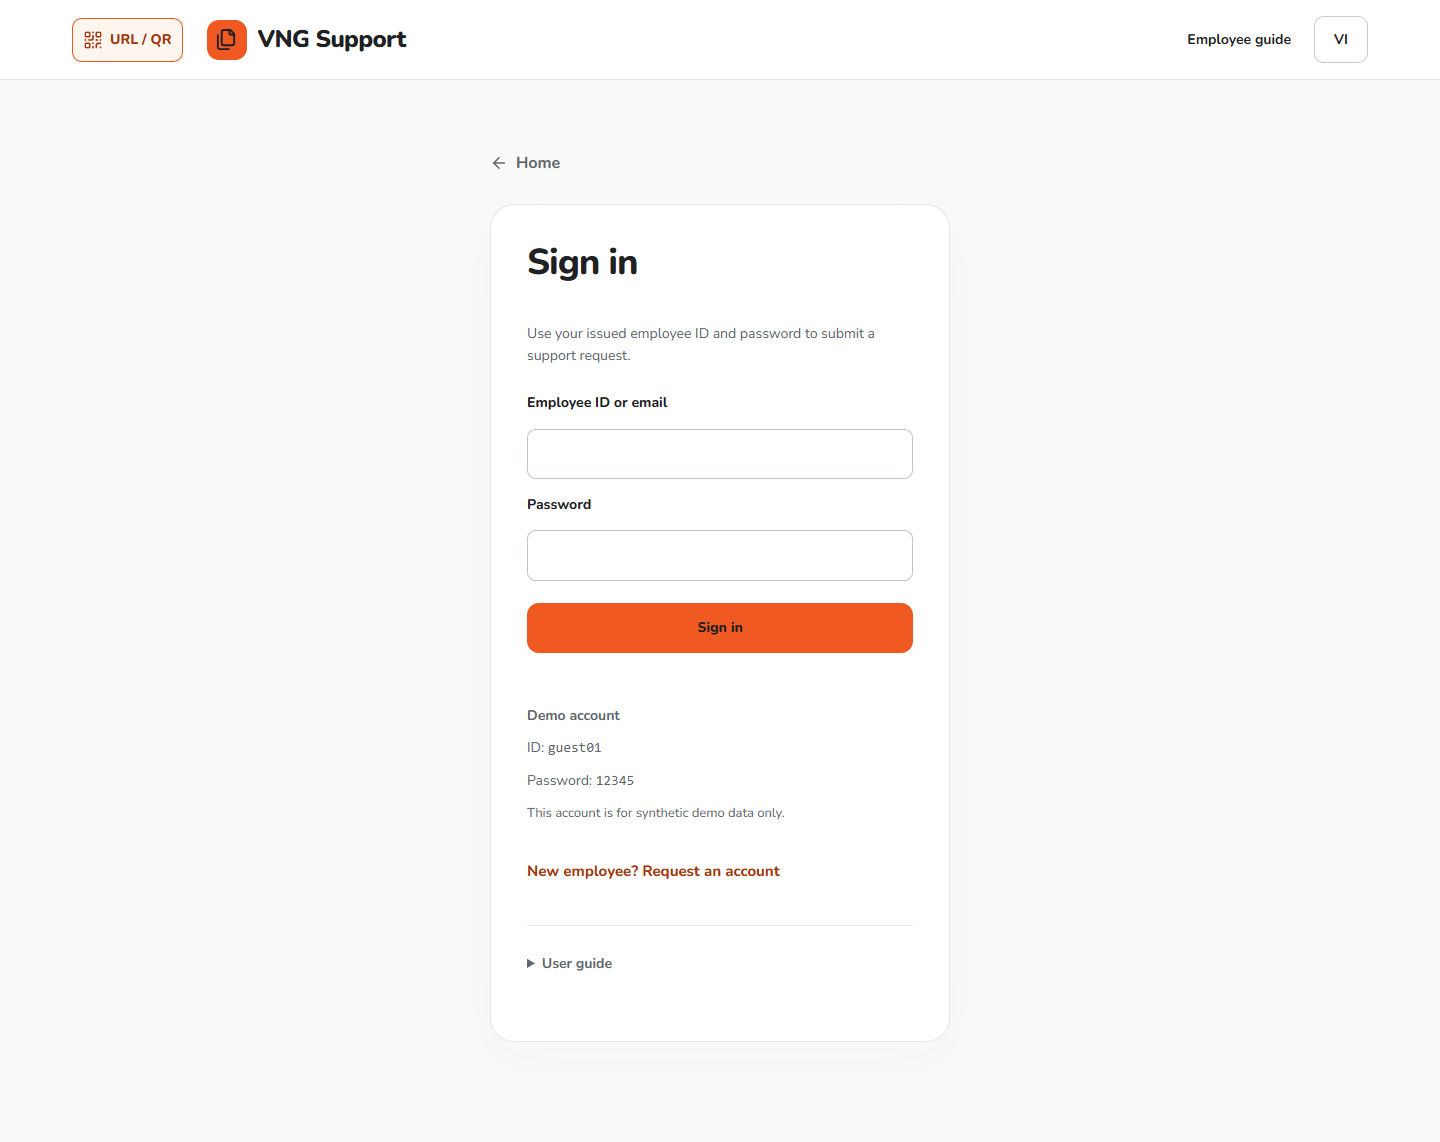 URL / QR
VNG Support
Employee guide
VI
Home
Sign in
Use your issued employee ID and password to submit a
support request.
Employee ID or email
Password
Sign in
Demo account
ID: guest01
Password: 12345
This account is for synthetic demo data only.
New employee? Request an account
User guide